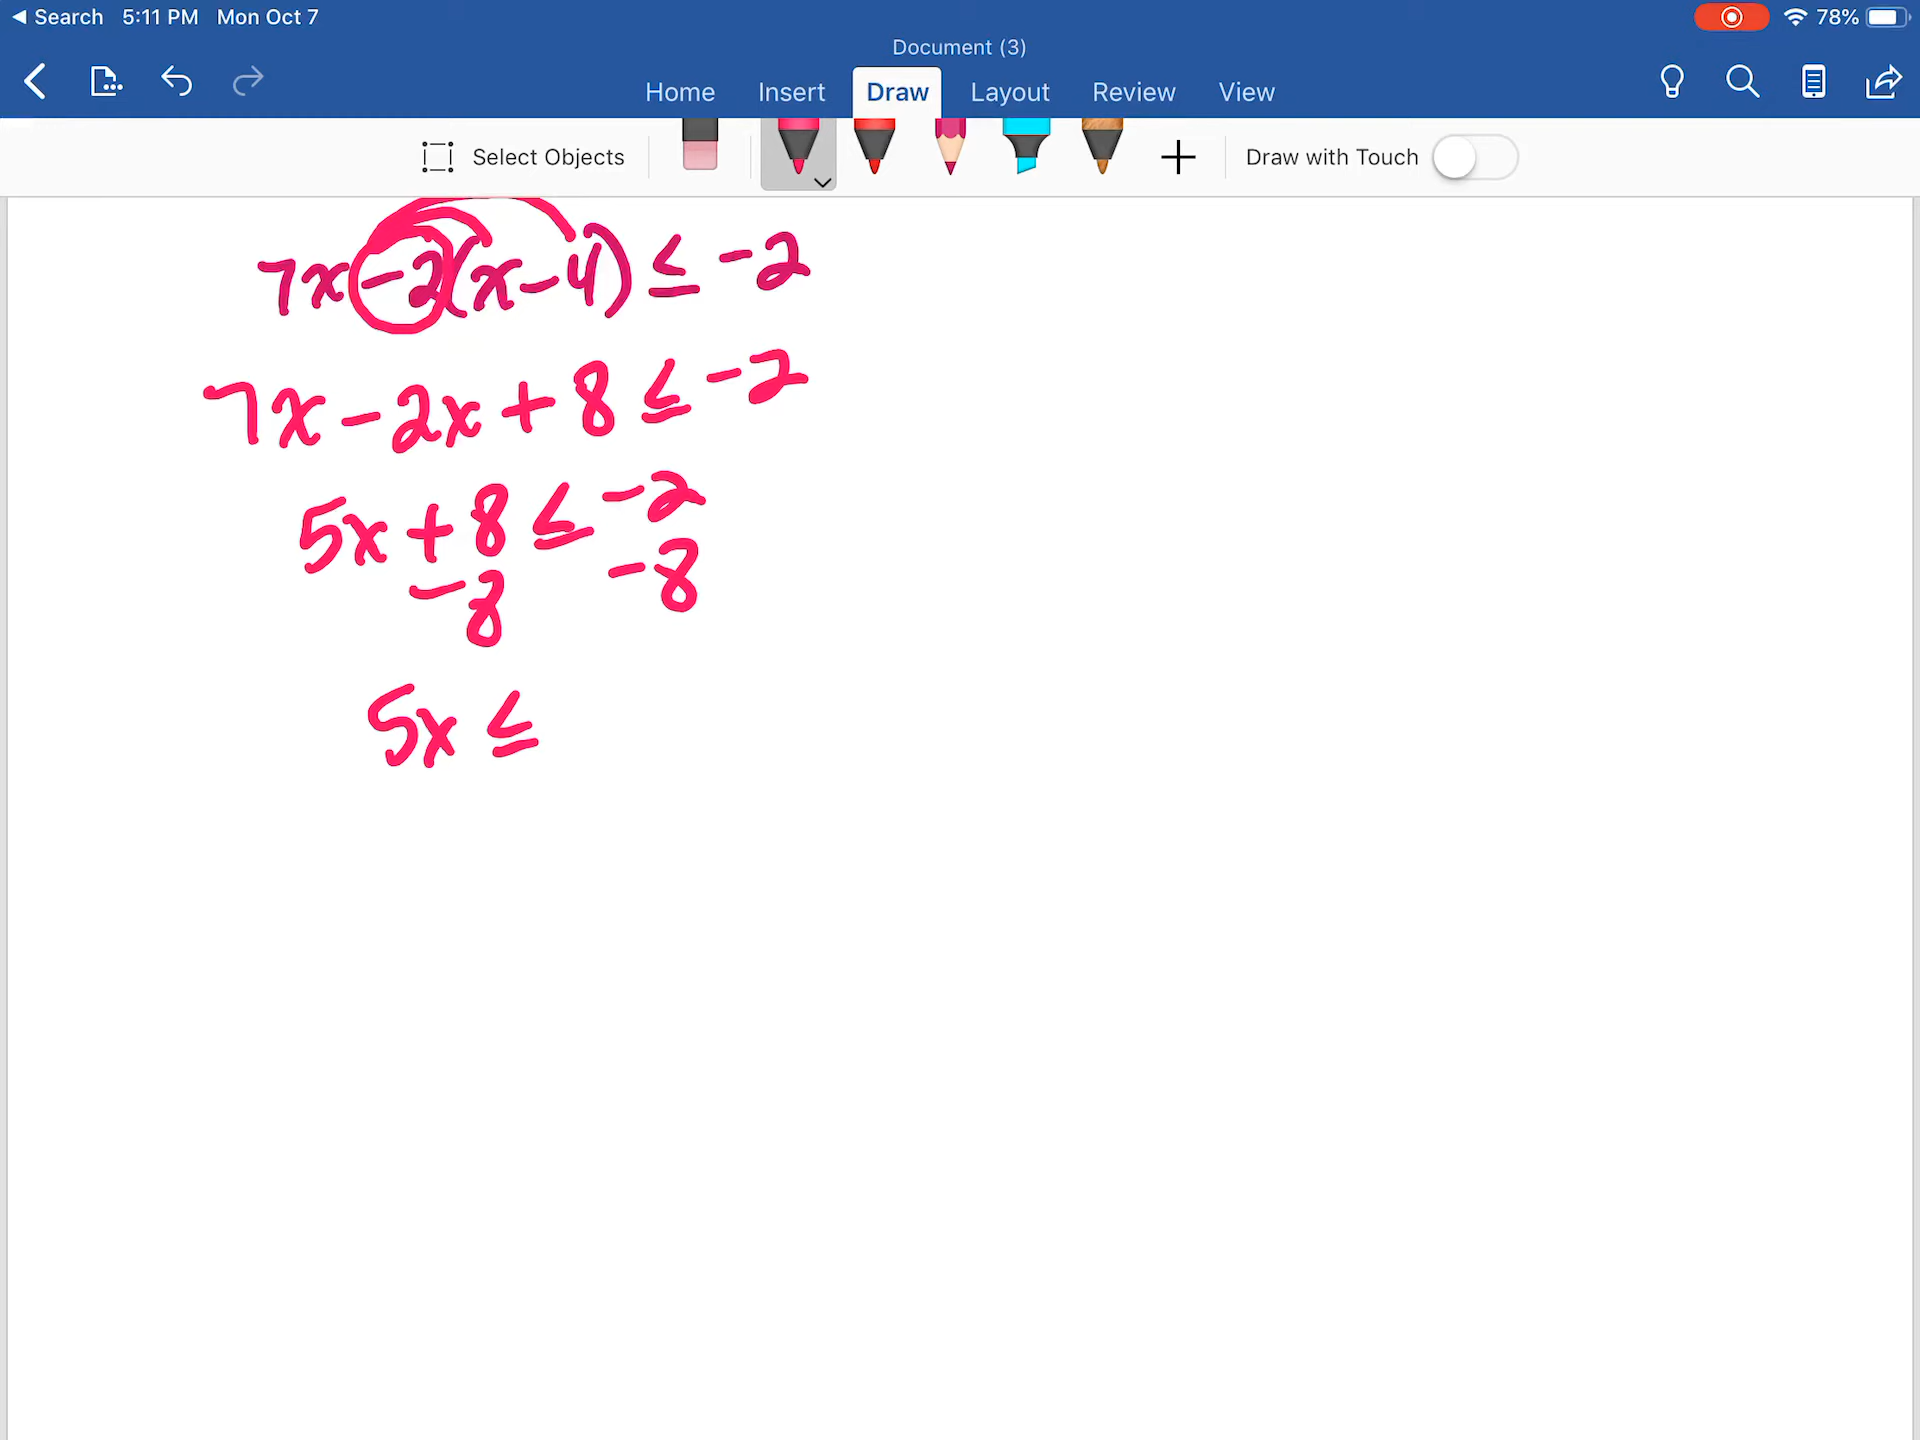 ◀ Search 5:11 PM Mon Oct 7 78%
Document (3)
Home Insert Draw Layout Review View
Select Objects Draw with Touch
7x-2(x-4) ≤ -2
7x-2x+8 ≤ -2
5x+8 ≤ -2
-8 -8
5x ≤